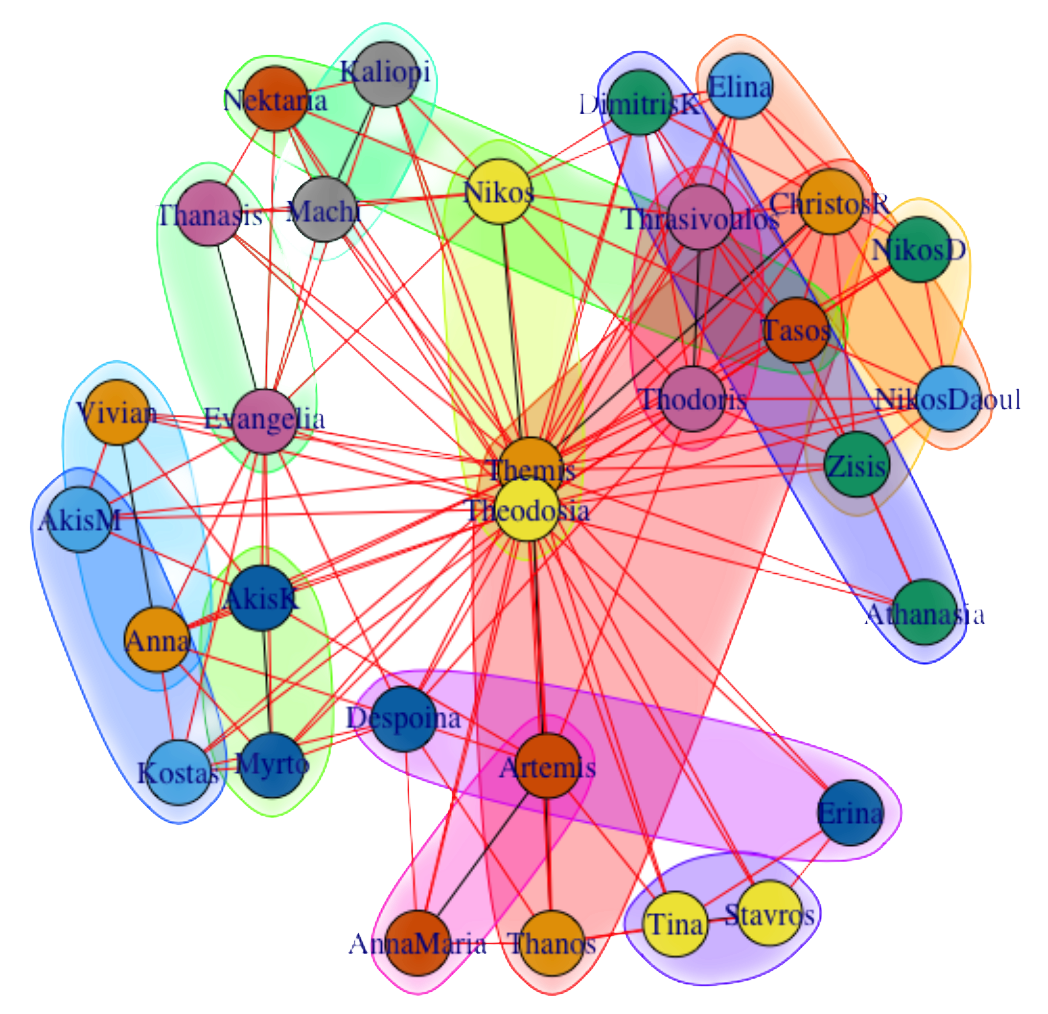 Kaliopi
Nektaria
DimitrisK
Elina
Nikos
Thanasis
Machi
Thrasivoulos
ChristosR
NikosD
Tasos
Vivian
Evangelia
Thodoris
NikosDaoul
Themis
Zisis
Theodosia
AkisM
AkisK
Athanasia
Anna
Despoina
Kostas
Myrto
Artemis
Erina
AnnaMaria
Thanos
Tina
Stavros